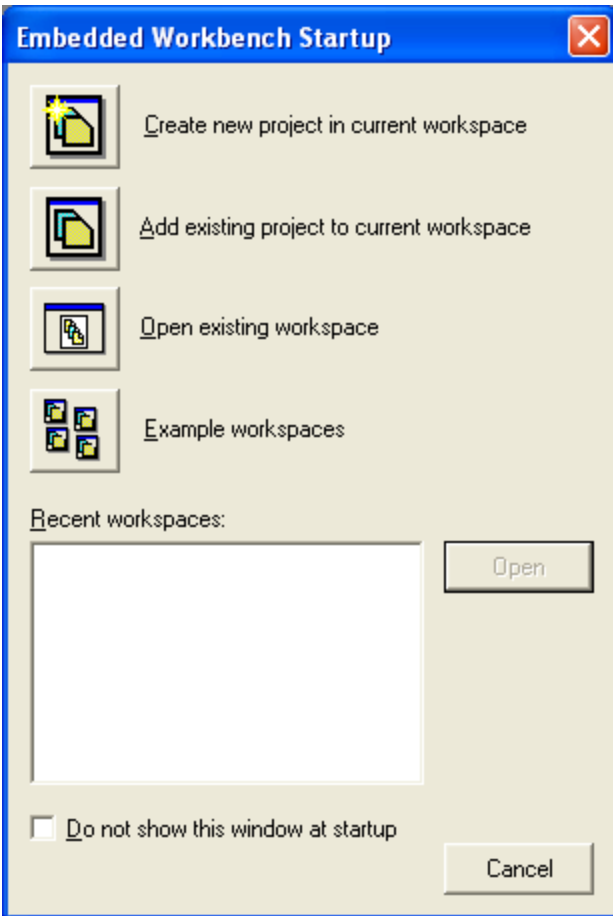 Embedded Workbench Startup
Create new project in current workspace
Add existing project to current workspace
Open existing workspace
Example workspaces
Recent workspaces:
Open
Do not show this window at startup
Cancel